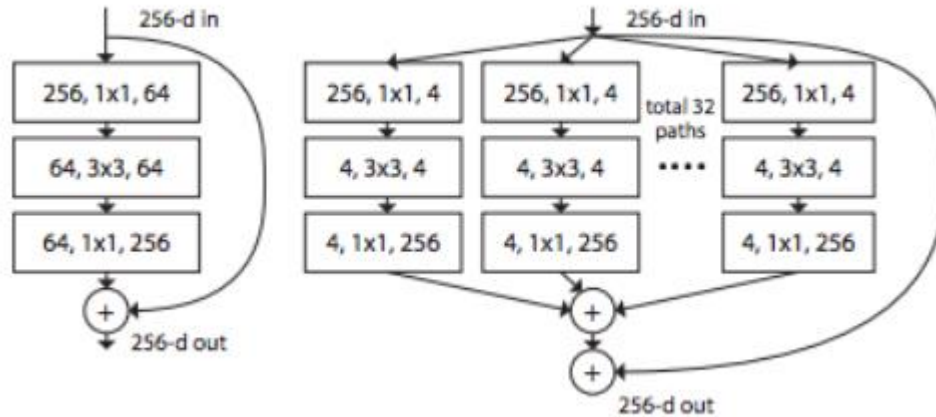 256-d in
256, 1x1, 64
64, 3x3, 64
64, 1x1, 256
+
256-d out
256-d in
256, 1x1, 4
256, 1x1, 4
total 32
paths
256, 1x1, 4
4, 3x3, 4
4, 3x3, 4
....
4, 3x3, 4
4, 1x1, 256
4, 1x1, 256
4, 1x1, 256
+
+
256-d out